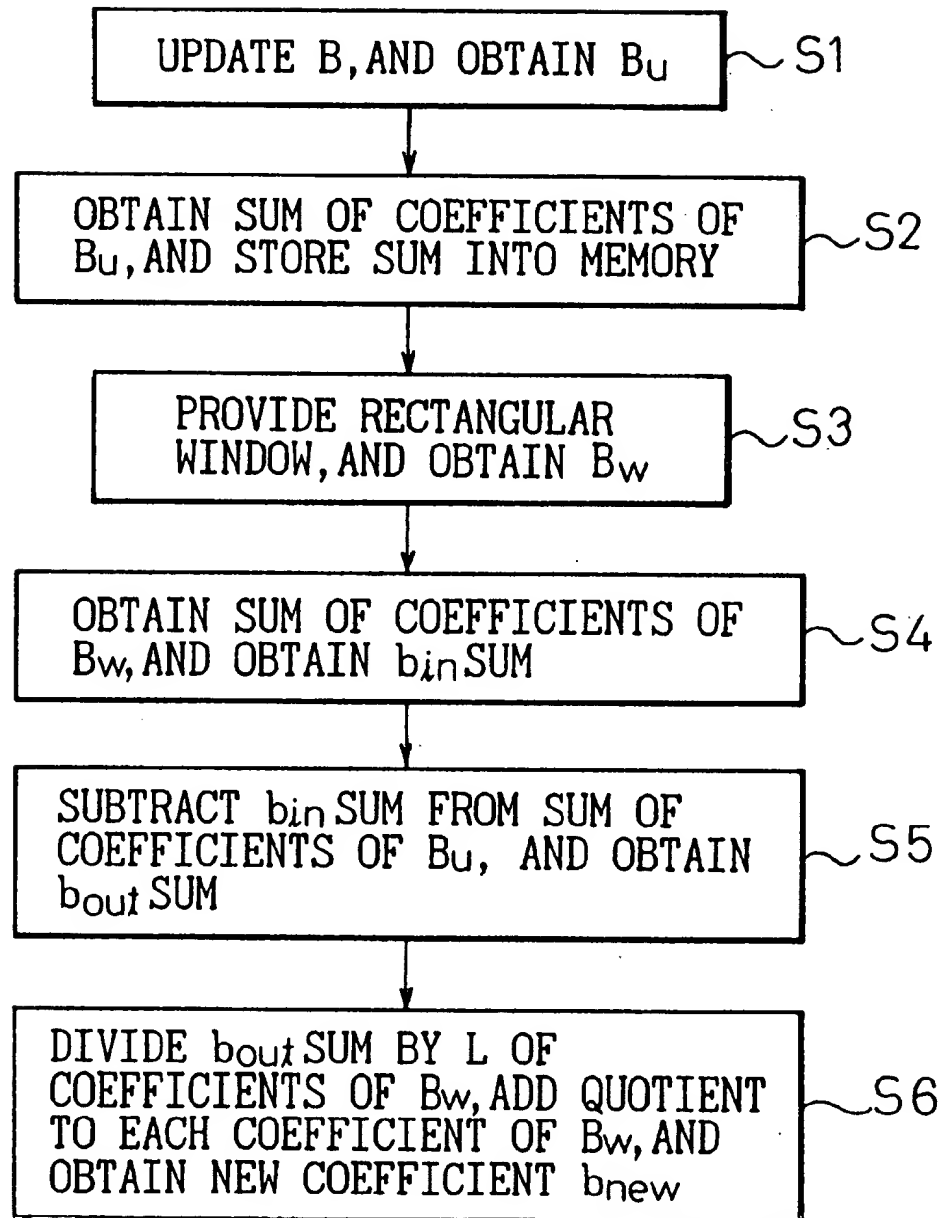 UPDATE B, AND OBTAIN Bu
S1
OBTAIN SUM OF COEFFICIENTS OF
Bu, AND STORE SUM INTO MEMORY
S2
PROVIDE RECTANGULAR
WINDOW, AND OBTAIN Bw
S3
OBTAIN SUM OF COEFFICIENTS OF
Bw, AND OBTAIN bin SUM
S4
SUBTRACT bin SUM FROM SUM OF
COEFFICIENTS OF Bu, AND OBTAIN
bout SUM
S5
DIVIDE bout SUM BY L OF
COEFFICIENTS OF Bw, ADD QUOTIENT
TO EACH COEFFICIENT OF Bw, AND
OBTAIN NEW COEFFICIENT bnew
S6